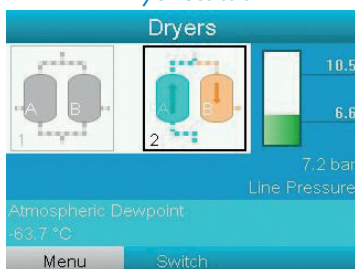 Dryers
A B
1
A B
2
10.5
6.6
7.2 bar
Line Pressure
Atmospheric Dewpoint
-63.7 °C
Menu Switch